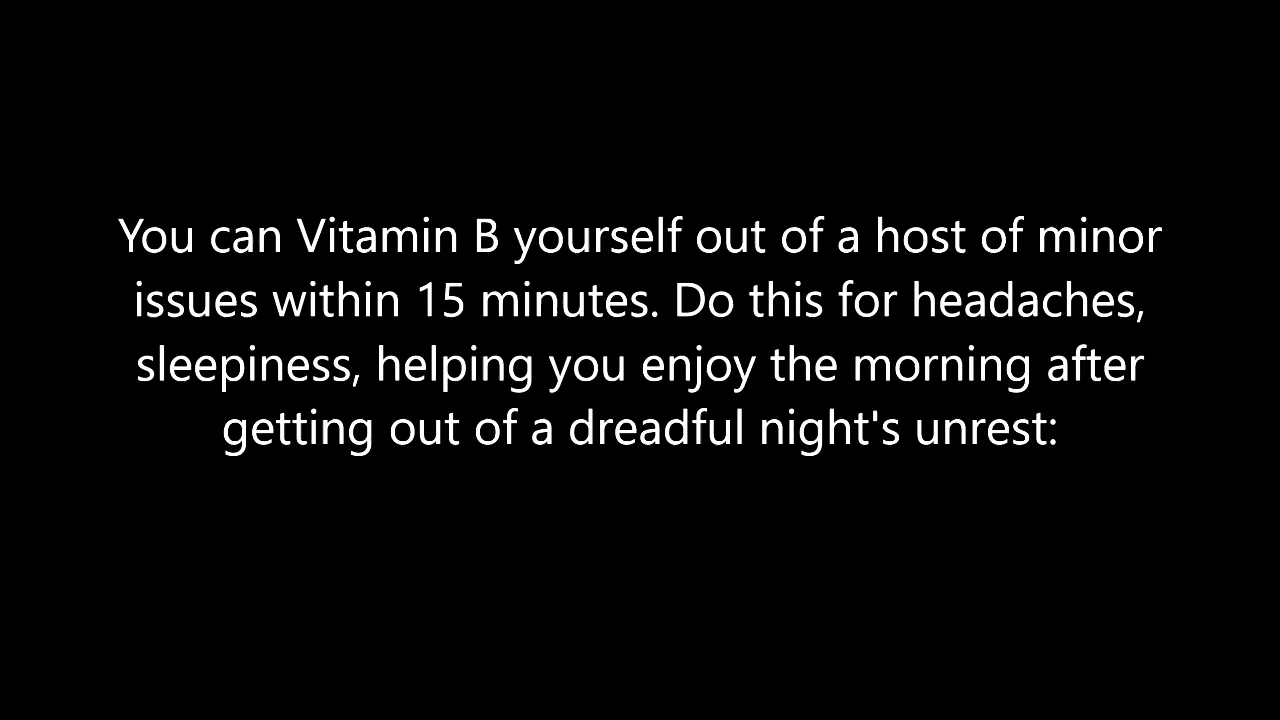 You can Vitamin B yourself out of a host of minor
issues within 15 minutes. Do this for headaches,
sleepiness, helping you enjoy the morning after
getting out of a dreadful night's unrest: